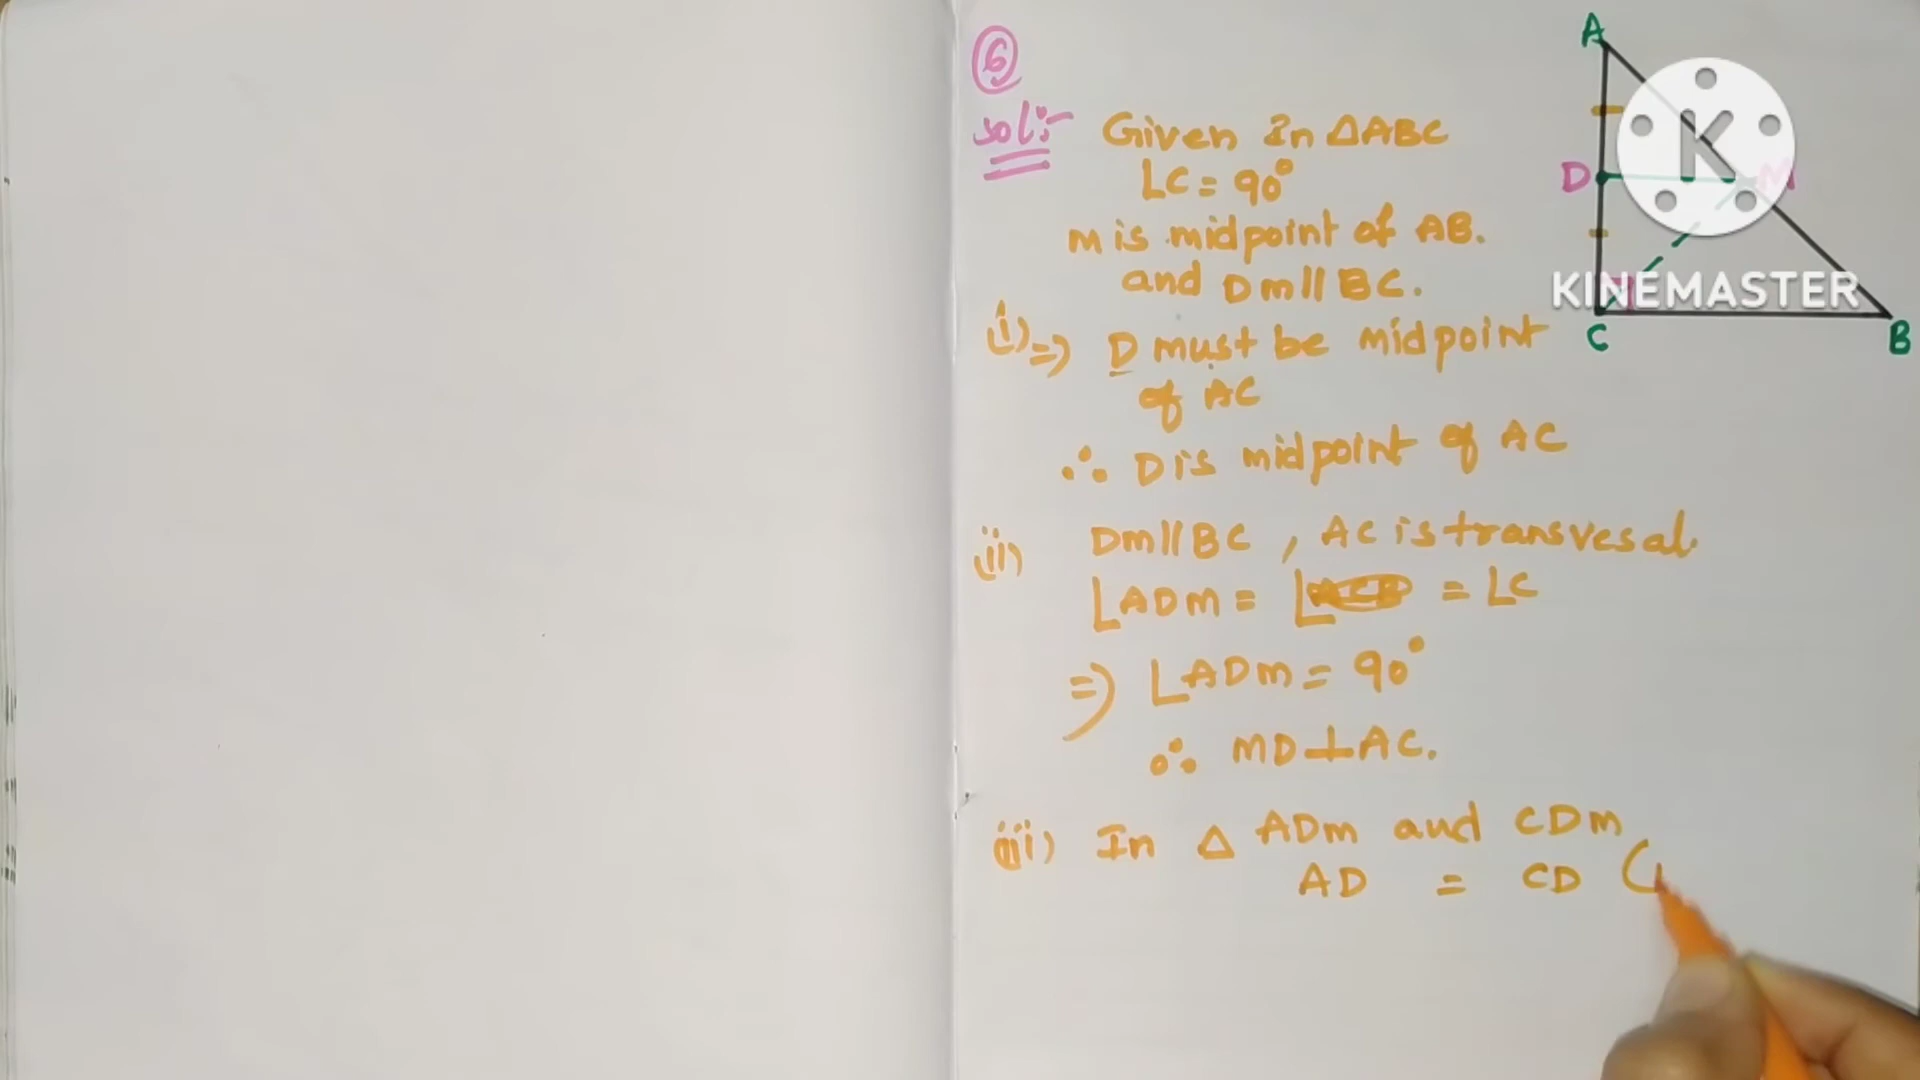 6
Sol:-
Given In △ABC
∟C = 90°
m is midpoint of AB.
and Dm||BC.
(i) ⇒ D must be midpoint
of AC
∴ D is midpoint of AC
(ii) Dm||BC, AC is transvesal.
∟ADm = ∟ACB = ∟C
⇒ ∟ADm = 90°
∴ MD⊥AC.
(iii) In △ ADm and CDm
AD = CD (
A
D
M
C
B
K
KINEMASTER